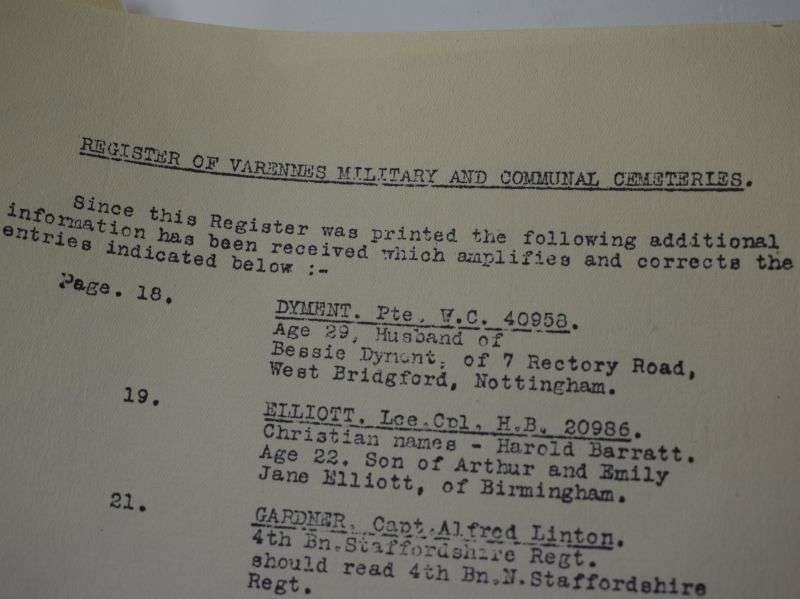 REGISTER OF VARENNES MILITARY AND COMMUNAL CEMETERIES.
Since this Register was printed the following additional
information has been received which amplifies and corrects the
entries indicated below :-
Page. 18. DYMENT. Pte. W.C. 40958.
Age 29, Husband of
Bessie Dyment, of 7 Rectory Road,
West Bridgford, Nottingham.
19. ELLIOTT. Lce.Cpl. H.B. 20986.
Christian names - Harold Barratt.
Age 22. Son of Arthur and Emily
Jane Elliott, of Birmingham.
21. GARDNER, Capt.Alfred Linton.
4th Bn.Staffordshire Regt.
should read 4th Bn.N.Staffordshire
Regt.